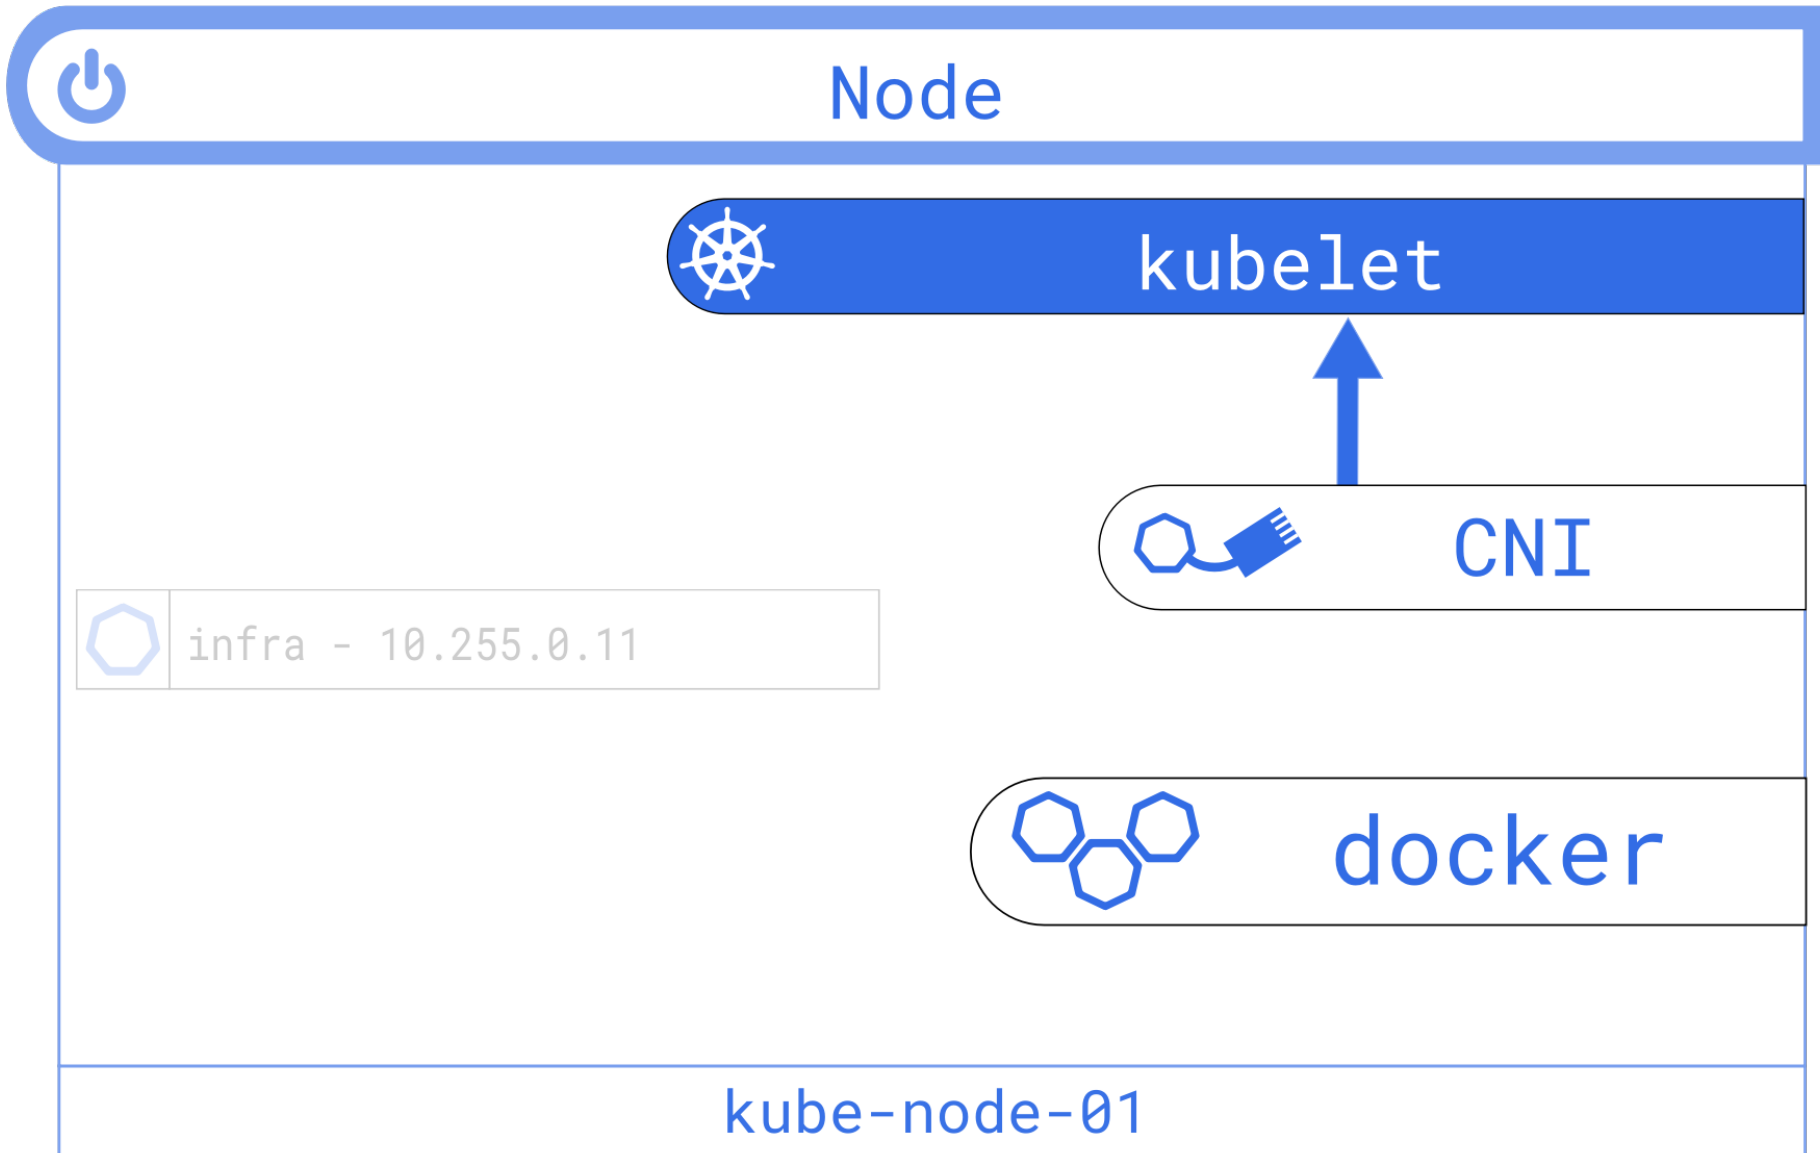 Node
kubelet
CNI
infra - 10.255.0.11
docker
kube-node-01